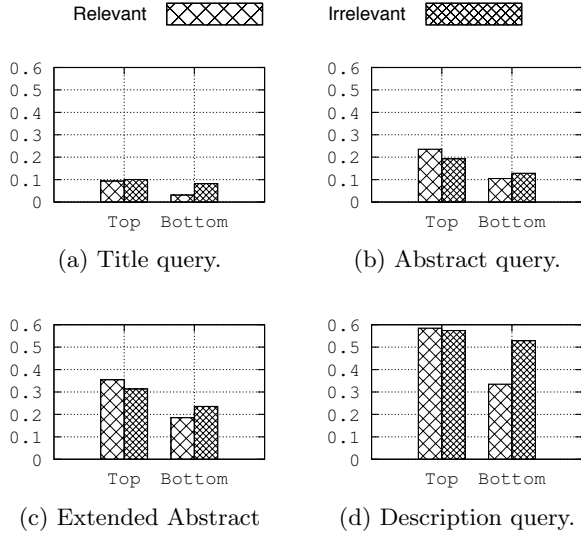 Relevant Irrelevant
0.6 0.6
0.5 0.5
0.4 0.4
0.3 0.3
0.2 0.2
0.1 0.1
0 0
Top Bottom Top Bottom
(a) Title query. (b) Abstract query.
0.6 0.6
0.5 0.5
0.4 0.4
0.3 0.3
0.2 0.2
0.1 0.1
0 0
Top Bottom Top Bottom
(c) Extended Abstract (d) Description query.